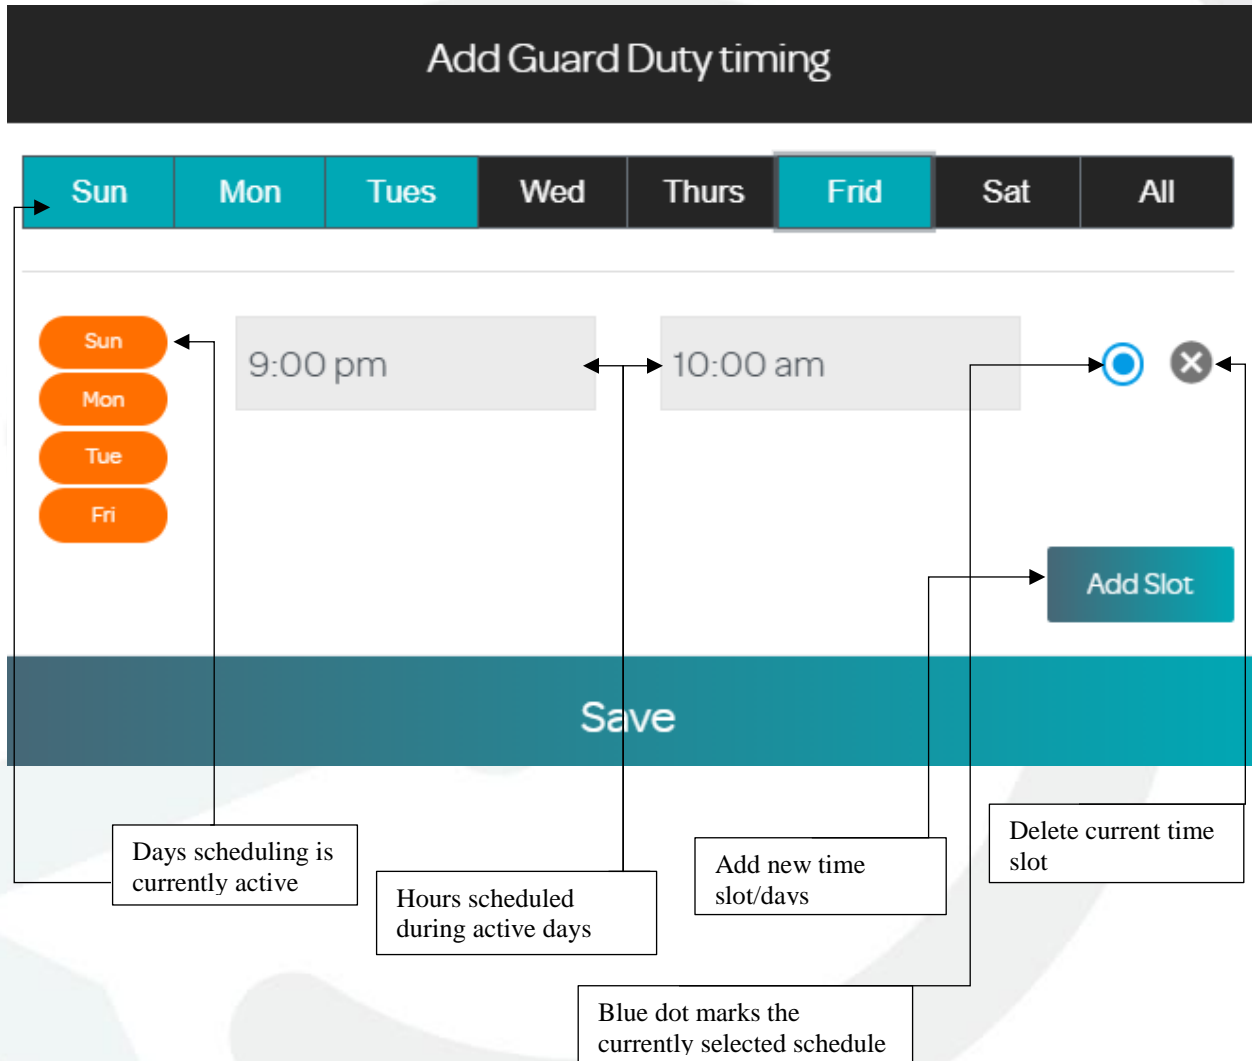 Add Guard Duty timing
Sun Mon Tues Wed Thurs Frid Sat All
Sun
9:00 pm 10:00 am
Mon
Tue
Fri
Add Slot
Save
Days scheduling is
currently active
Hours scheduled
during active days
Add new time
slot/days
Delete current time
slot
Blue dot marks the
currently selected schedule